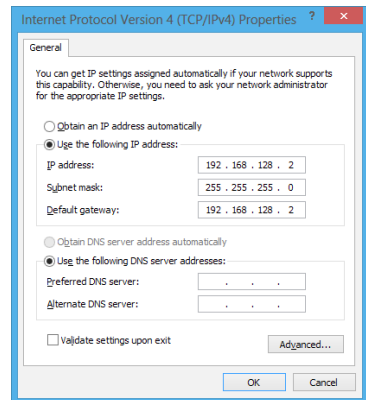 Internet Protocol Version 4 (TCP/IPv4) Properties ? ×
General
You can get IP settings assigned automatically if your network supports
this capability. Otherwise, you need to ask your network administrator
for the appropriate IP settings.
Obtain an IP address automatically
Use the following IP address:
IP address: 192 . 168 . 128 . 2
Subnet mask: 255 . 255 . 255 . 0
Default gateway: 192 . 168 . 128 . 2
Obtain DNS server address automatically
Use the following DNS server addresses:
Preferred DNS server: . . .
Alternate DNS server: . . .
Validate settings upon exit
Advanced...
OK Cancel